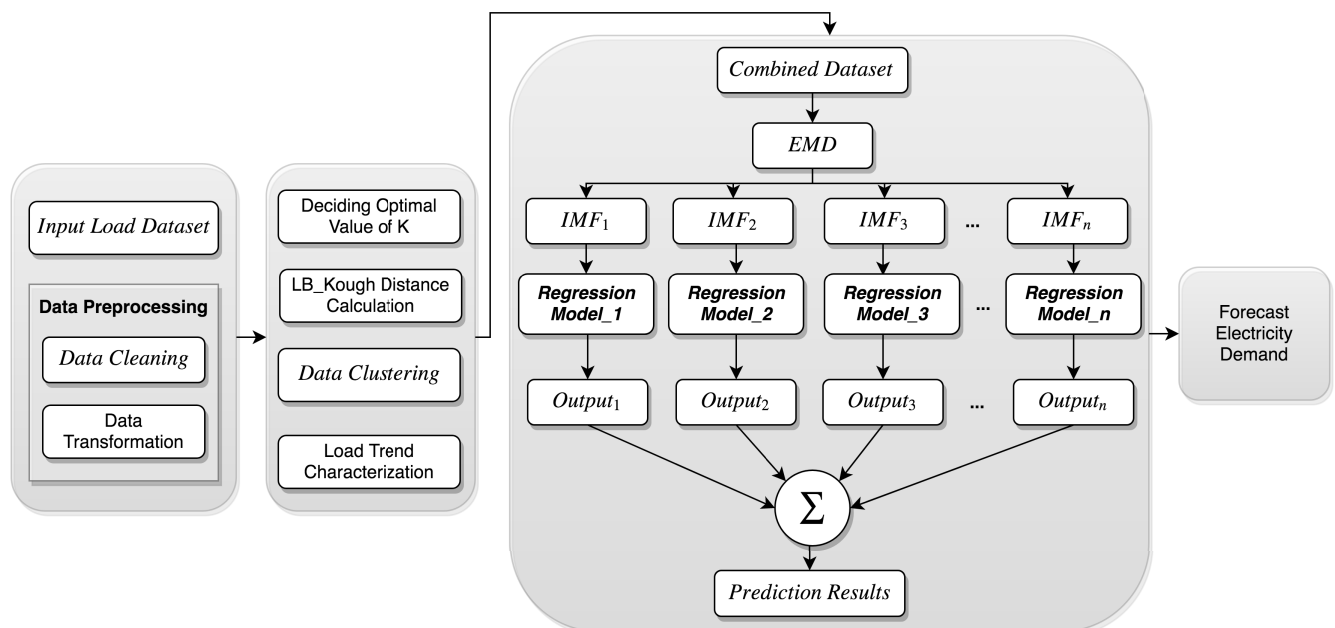 Input Load Dataset
Data Preprocessing
Data Cleaning
Data
Transformation
Deciding Optimal
Value of K
LB_Kough Distance
Calculation
Data Clustering
Load Trend
Characterization
Combined Dataset
EMD
IMF₁
IMF₂
IMF₃
...
IMFₙ
Regression
Model_1
Regression
Model_2
Regression
Model_3
...
Regression
Model_n
Output₁
Output₂
Output₃
...
Outputₙ
Σ
Prediction Results
Forecast
Electricity
Demand